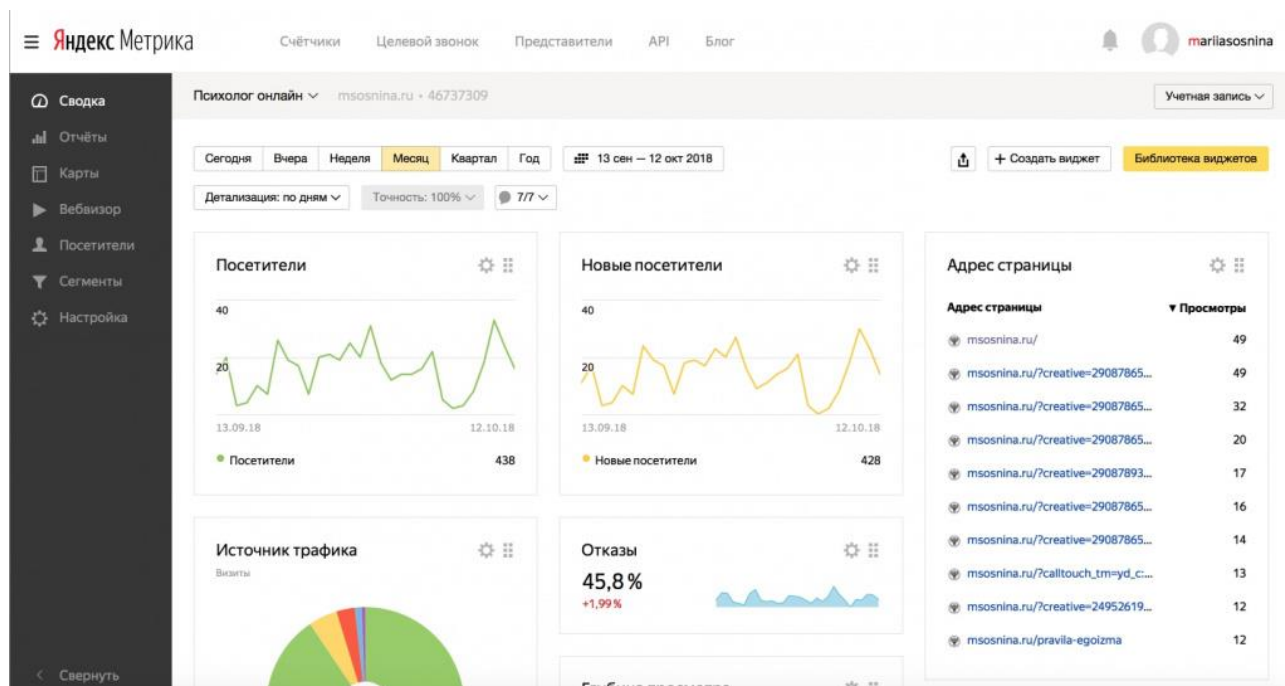 Яндекс Метрика Счётчики Целевой звонок Представители API Блог mariiasosnina
Сводка
Отчёты
Карты
Вебвизор
Посетители
Сегменты
Настройка
Свернуть
Психолог онлайн msosnina.ru • 46737309 Учетная запись
Сегодня Вчера Неделя Месяц Квартал Год 13 сен — 12 окт 2018 + Создать виджет Библиотека виджетов
Детализация: по дням Точность: 100% 7/7
Посетители
40
20
13.09.18 12.10.18
Посетители 438
Новые посетители
40
20
13.09.18 12.10.18
Новые посетители 428
Адрес страницы
Адрес страницы ▼ Просмотры
msosnina.ru/ 49
msosnina.ru/?creative=29087865... 49
msosnina.ru/?creative=29087865... 32
msosnina.ru/?creative=29087865... 20
msosnina.ru/?creative=29087893... 17
msosnina.ru/?creative=29087865... 16
msosnina.ru/?creative=29087865... 14
msosnina.ru/?calltouch_tm=yd_c:... 13
msosnina.ru/?creative=24952619... 12
msosnina.ru/pravila-egoizma 12
Источник трафика
Визиты
Отказы
45,8 %
+1,99 %